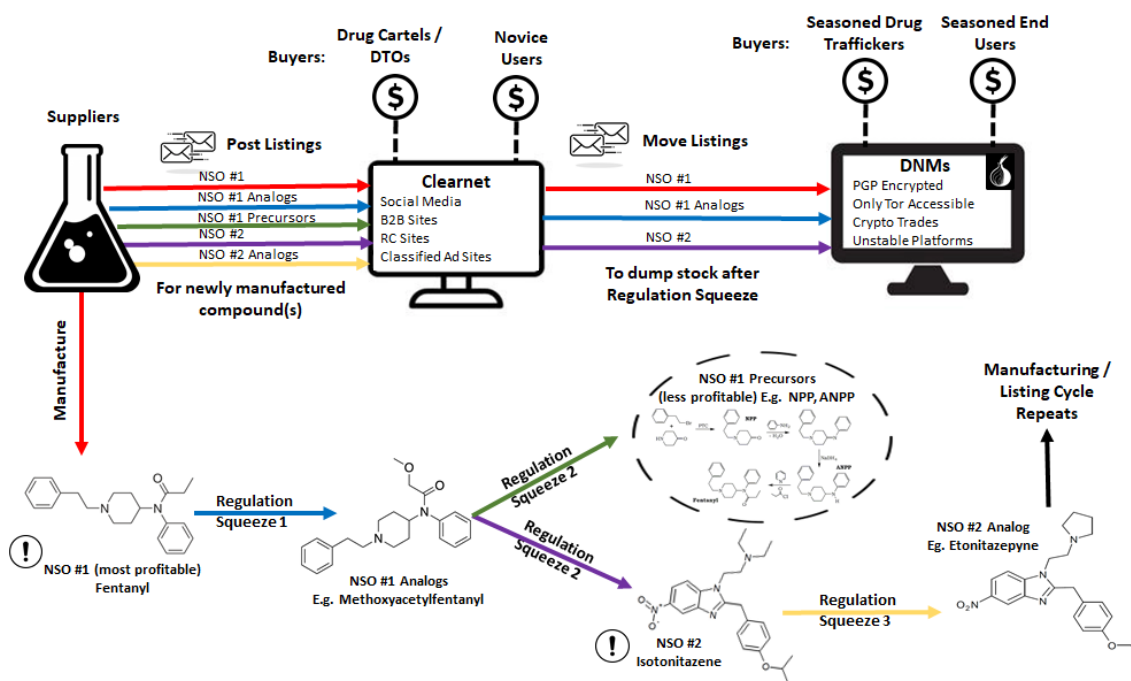 Buyers:
Drug Cartels /
DTOs
Novice
Users
Buyers:
Seasoned Drug
Traffickers
Seasoned End
Users
$
$
$
$
Suppliers
Post Listings
NSO #1
NSO #1 Analogs
NSO #1 Precursors
NSO #2
NSO #2 Analogs
For newly manufactured
compound(s)
Clearnet
Social Media
B2B Sites
RC Sites
Classified Ad Sites
Move Listings
NSO #1
NSO #1 Analogs
NSO #2
To dump stock after
Regulation Squeeze
DNMs
PGP Encrypted
Only Tor Accessible
Crypto Trades
Unstable Platforms
Manufacture
!
NSO #1 (most profitable)
Fentanyl
Regulation
Squeeze 1
NSO #1 Analogs
E.g. Methoxyacetylfentanyl
Regulation
Squeeze 2
NSO #1 Precursors
(less profitable) E.g. NPP, ANPP
NPP
ANPP
Fentanyl
Regulation
Squeeze 2
!
NSO #2
Isotonitazene
Regulation
Squeeze 3
NSO #2 Analog
Eg. Etonitazepyne
Manufacturing /
Listing Cycle
Repeats